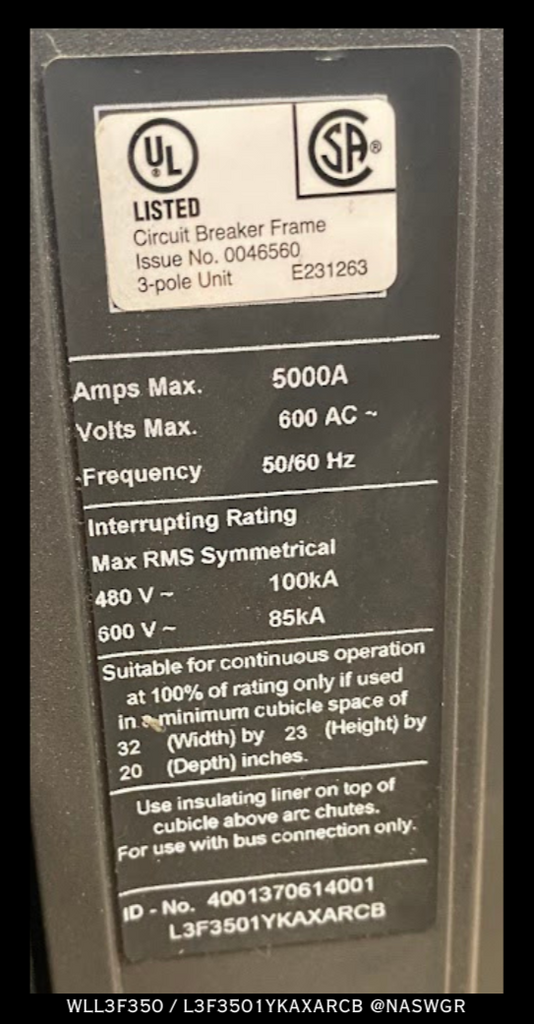 UL
LISTED
SA®
Circuit Breaker Frame
Issue No. 0046560
3-pole Unit E231263
Amps Max. 5000A
Volts Max. 600 AC ~
Frequency 50/60 Hz
Interrupting Rating
Max RMS Symmetrical
480 V ~ 100kA
600 V ~ 85kA
Suitable for continuous operation
at 100% of rating only if used
in a minimum cubicle space of
32 (Width) by 23 (Height) by
20 (Depth) inches.
Use insulating liner on top of
cubicle above arc chutes.
For use with bus connection only.
ID - No. 4001370614001
L3F3501YKAXARCB
WLL3F350 / L3F3501YKAXARCB @NASWGR